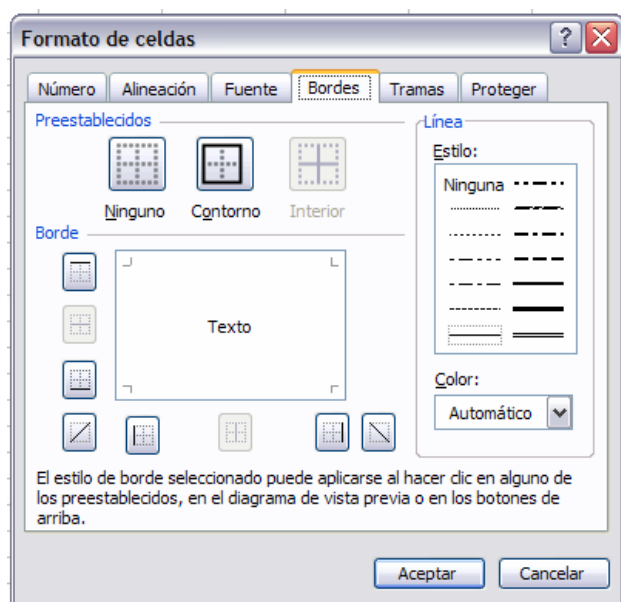 Formato de celdas
Número Alineación Fuente Bordes Tramas Proteger
Preestablecidos
Ninguno Contorno Interior
Borde
Texto
Línea
Estilo:
Ninguna
Color:
Automático
El estilo de borde seleccionado puede aplicarse al hacer clic en alguno de
los preestablecidos, en el diagrama de vista previa o en los botones de
arriba.
Aceptar Cancelar